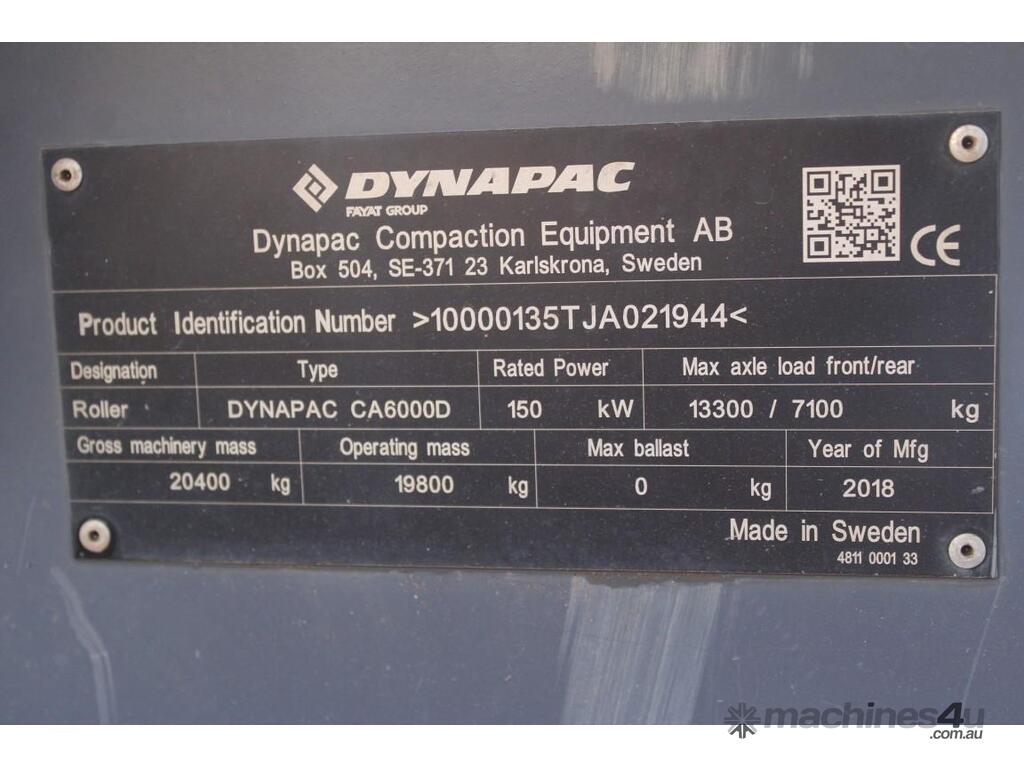 DYNAPAC
FAYAT GROUP
Dynapac Compaction Equipment AB
Box 504, SE-371 23 Karlskrona, Sweden
CE
Product Identification Number >10000135TJA021944<
Designation Type Rated Power Max axle load front/rear
Roller DYNAPAC CA6000D 150 kW 13300 / 7100 kg
Gross machinery mass Operating mass Max ballast Year of Mfg
20400 kg 19800 kg 0 kg 2018
Made in Sweden
4811 0001 33
machines4u
.com.au